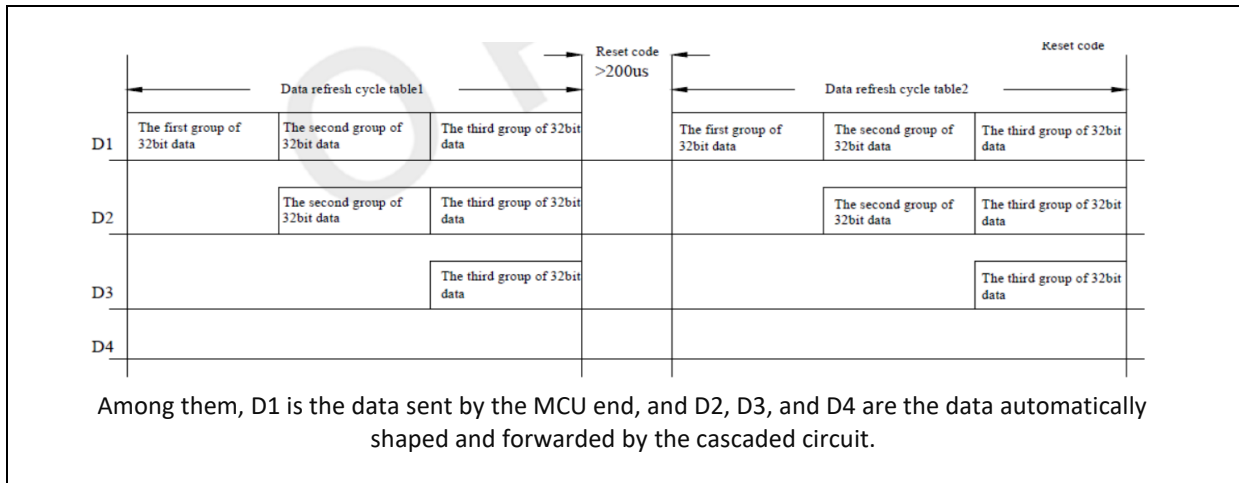 Reset code
>200us
Reset code
Data refresh cycle table1
Data refresh cycle table2
D1
The first group of
32bit data
The second group of
32bit data
The third group of 32bit
data
The first group of
32bit data
The second group of
32bit data
The third group of 32bit
data
D2
The second group of
32bit data
The third group of 32bit
data
The second group of
32bit data
The third group of 32bit
data
D3
The third group of 32bit
data
The third group of 32bit
data
D4
Among them, D1 is the data sent by the MCU end, and D2, D3, and D4 are the data automatically
shaped and forwarded by the cascaded circuit.